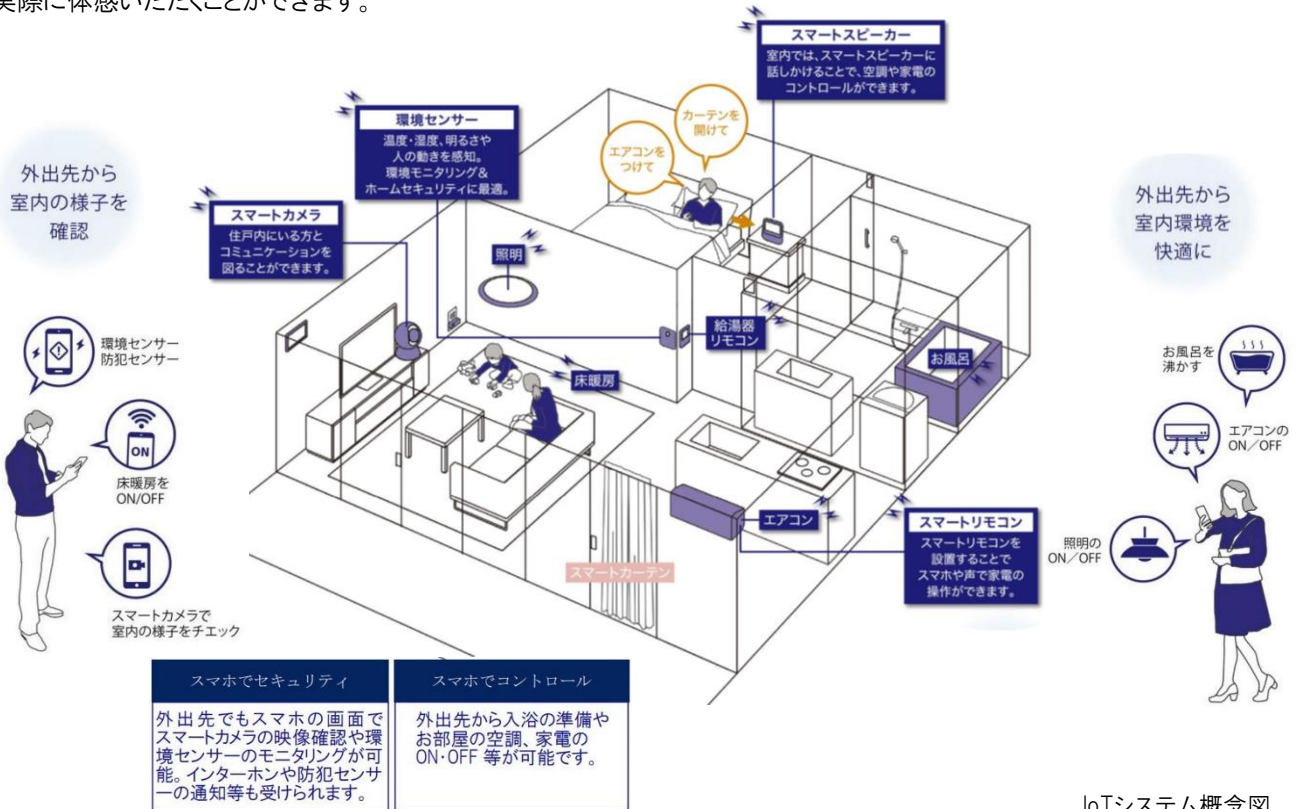 実際に体感いただくことができます。
スマートスピーカー
室内では、スマートスピーカーに
話しかけることで、空調や家電の
コントロールができます。
環境センサー
温度・湿度、明るさや
人の動きを感知。
環境モニタリング&
ホームセキュリティに最適。
カーテンを
開けて
エアコンを
つけて
外出先から
室内の様子を
確認
スマートカメラ
住戸内にいる方と
コミュニケーションを
図ることができます。
外出先から
室内環境を
快適に
照明
給湯器
リモコン
お風呂
床暖房
環境センサー
防犯センサー
ON
床暖房を
ON/OFF
スマートカメラで
室内の様子をチェック
お風呂を
沸かす
エアコンの
ON/OFF
照明の
ON/OFF
エアコン
スマートリモコン
スマートリモコンを
設置することで
スマホや声で家電の
操作ができます。
スマートカーテン
スマホでセキュリティ
外出先でもスマホの画面で
スマートカメラの映像確認や環
境センサーのモニタリングが可
能。インターホンや防犯センサ
ーの通知等も受けられます。
スマホでコントロール
外出先から入浴の準備や
お部屋の空調、家電の
ON・OFF 等が可能です。
IoTシステム概念図